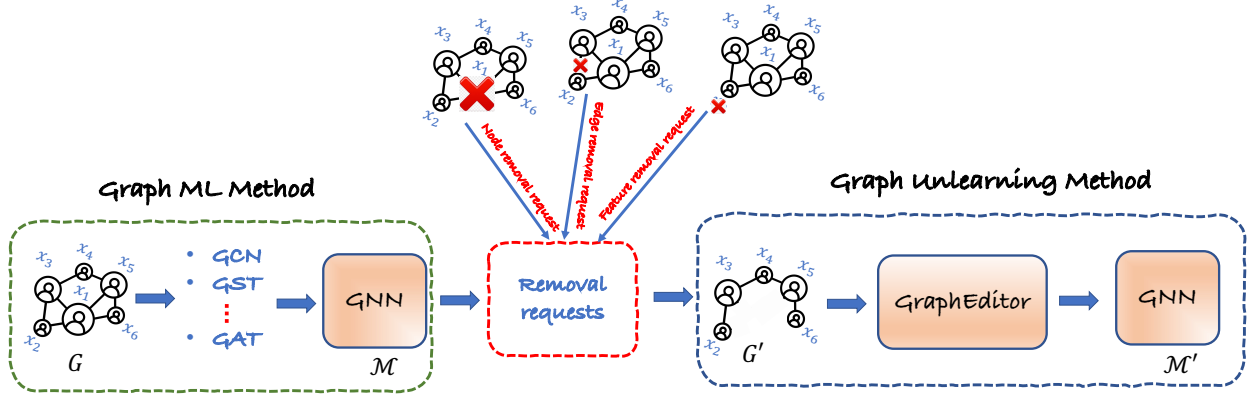 x3
x4
x5
x1
x2
x6
x3
x4
x5
x1
x2
x6
x3
x4
x5
x1
x6
Node removal request
Edge removal request
Feature removal request
Graph ML Method
x3
x4
x5
x1
x2
x6
G
• GCN
• GST
⋮
• GAT
GNN
ℳ
Removal
requests
Graph Unlearning Method
x3
x4
x5
x2
x6
G′
GraphEditor
GNN
ℳ′